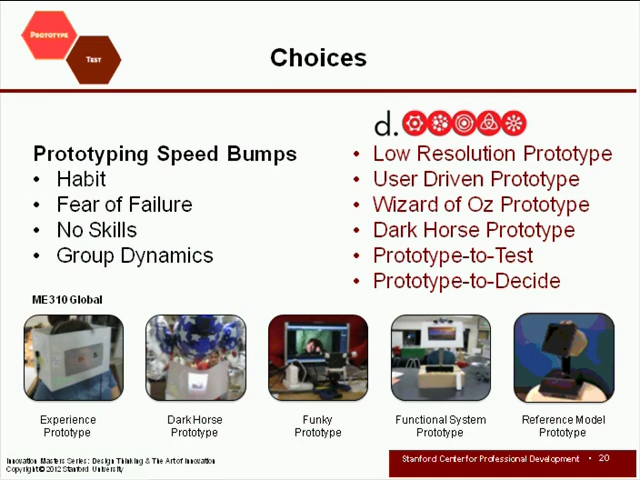 PROTOTYPE
TEST
Choices
d.
Prototyping Speed Bumps
• Habit
• Fear of Failure
• No Skills
• Group Dynamics
• Low Resolution Prototype
• User Driven Prototype
• Wizard of Oz Prototype
• Dark Horse Prototype
• Prototype-to-Test
• Prototype-to-Decide
ME310 Global
Experience
Prototype
Dark Horse
Prototype
Funky
Prototype
Functional System
Prototype
Reference Model
Prototype
Innovation Masters Series: Design Thinking & The Art of Innovation
Copyright © 2012 Stanford University
Stanford Center for Professional Development • 20